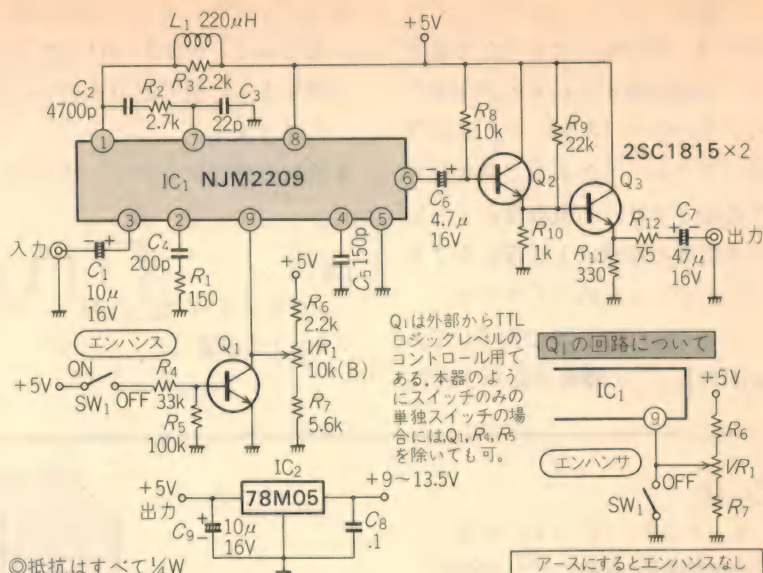 L₁ 220μH
+5V
C₂
4700p
R₂
2.7k
R₃ 2.2k
C₃
22p
R₈
10k
R₉
22k
2SC1815×2
① ⑦ ⑧
IC₁ NJM2209
⑥
Q₂
Q₃
③ ② ⑨ ④ ⑤
C₆
4.7μ
16V
R₁₀
1k
R₁₂
75
C₇
47μ
16V
出力
R₁₁
330
入力
C₁
10μ
16V
C₄
200p
R₁
150
C₅ 150p
+5V
R₆
2.2k
VR₁
10k(B)
R₇
5.6k
エンハンス
Q₁
+5V
ON
OFF
SW₁
R₄
33k
R₅
100k
Q₁は外部からTTL
ロジックレベルの
コントロール用で
ある.本器のよう
にスイッチのみの
単独スイッチの場
合には,Q₁,R₄,R₅
を除いても可。
Q₁の回路について
IC₁
⑨
R₆
エンハンサ
OFF
VR₁
SW₁
R₇
アースにするとエンハンスなし
IC₂
78M05
+5V
出力
+9~13.5V
C₉
+
-
10μ
16V
C₈
.1
◎抵抗はすべて¼W